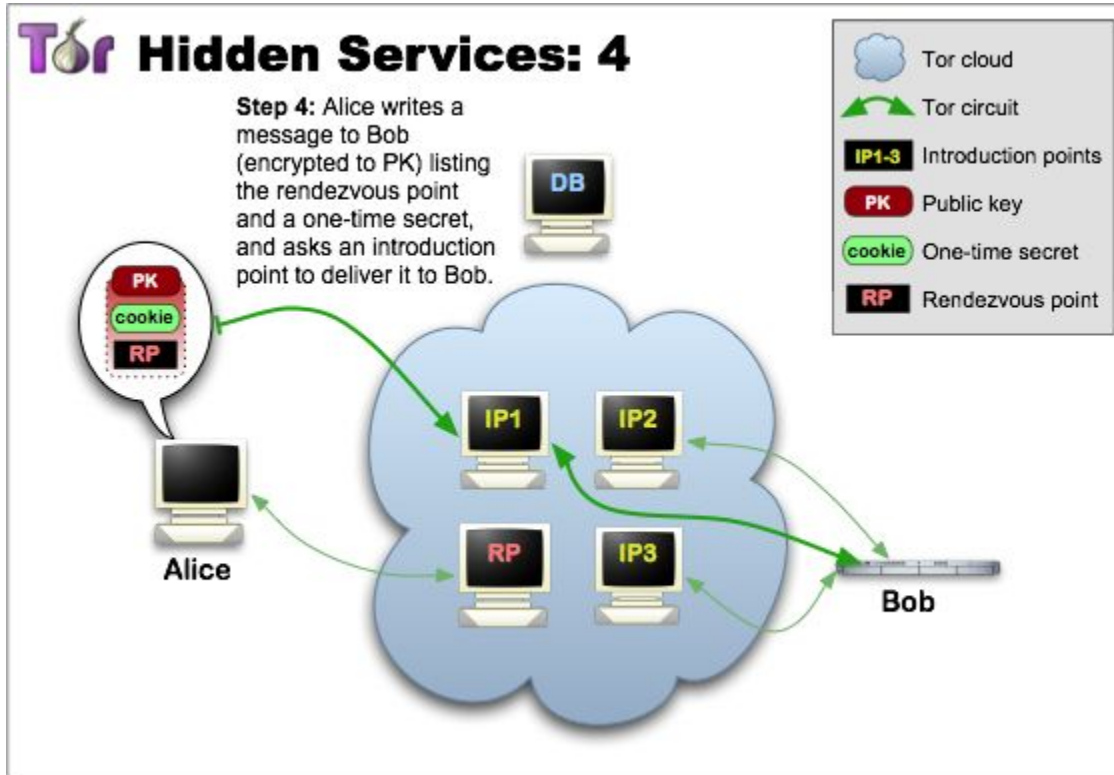 Tor Hidden Services: 4
Step 4: Alice writes a
message to Bob
(encrypted to PK) listing
the rendezvous point
and a one-time secret,
and asks an introduction
point to deliver it to Bob.
DB
Tor cloud
Tor circuit
IP1-3 Introduction points
PK Public key
cookie One-time secret
RP Rendezvous point
PK
cookie
RP
IP1
IP2
RP
IP3
Alice
Bob